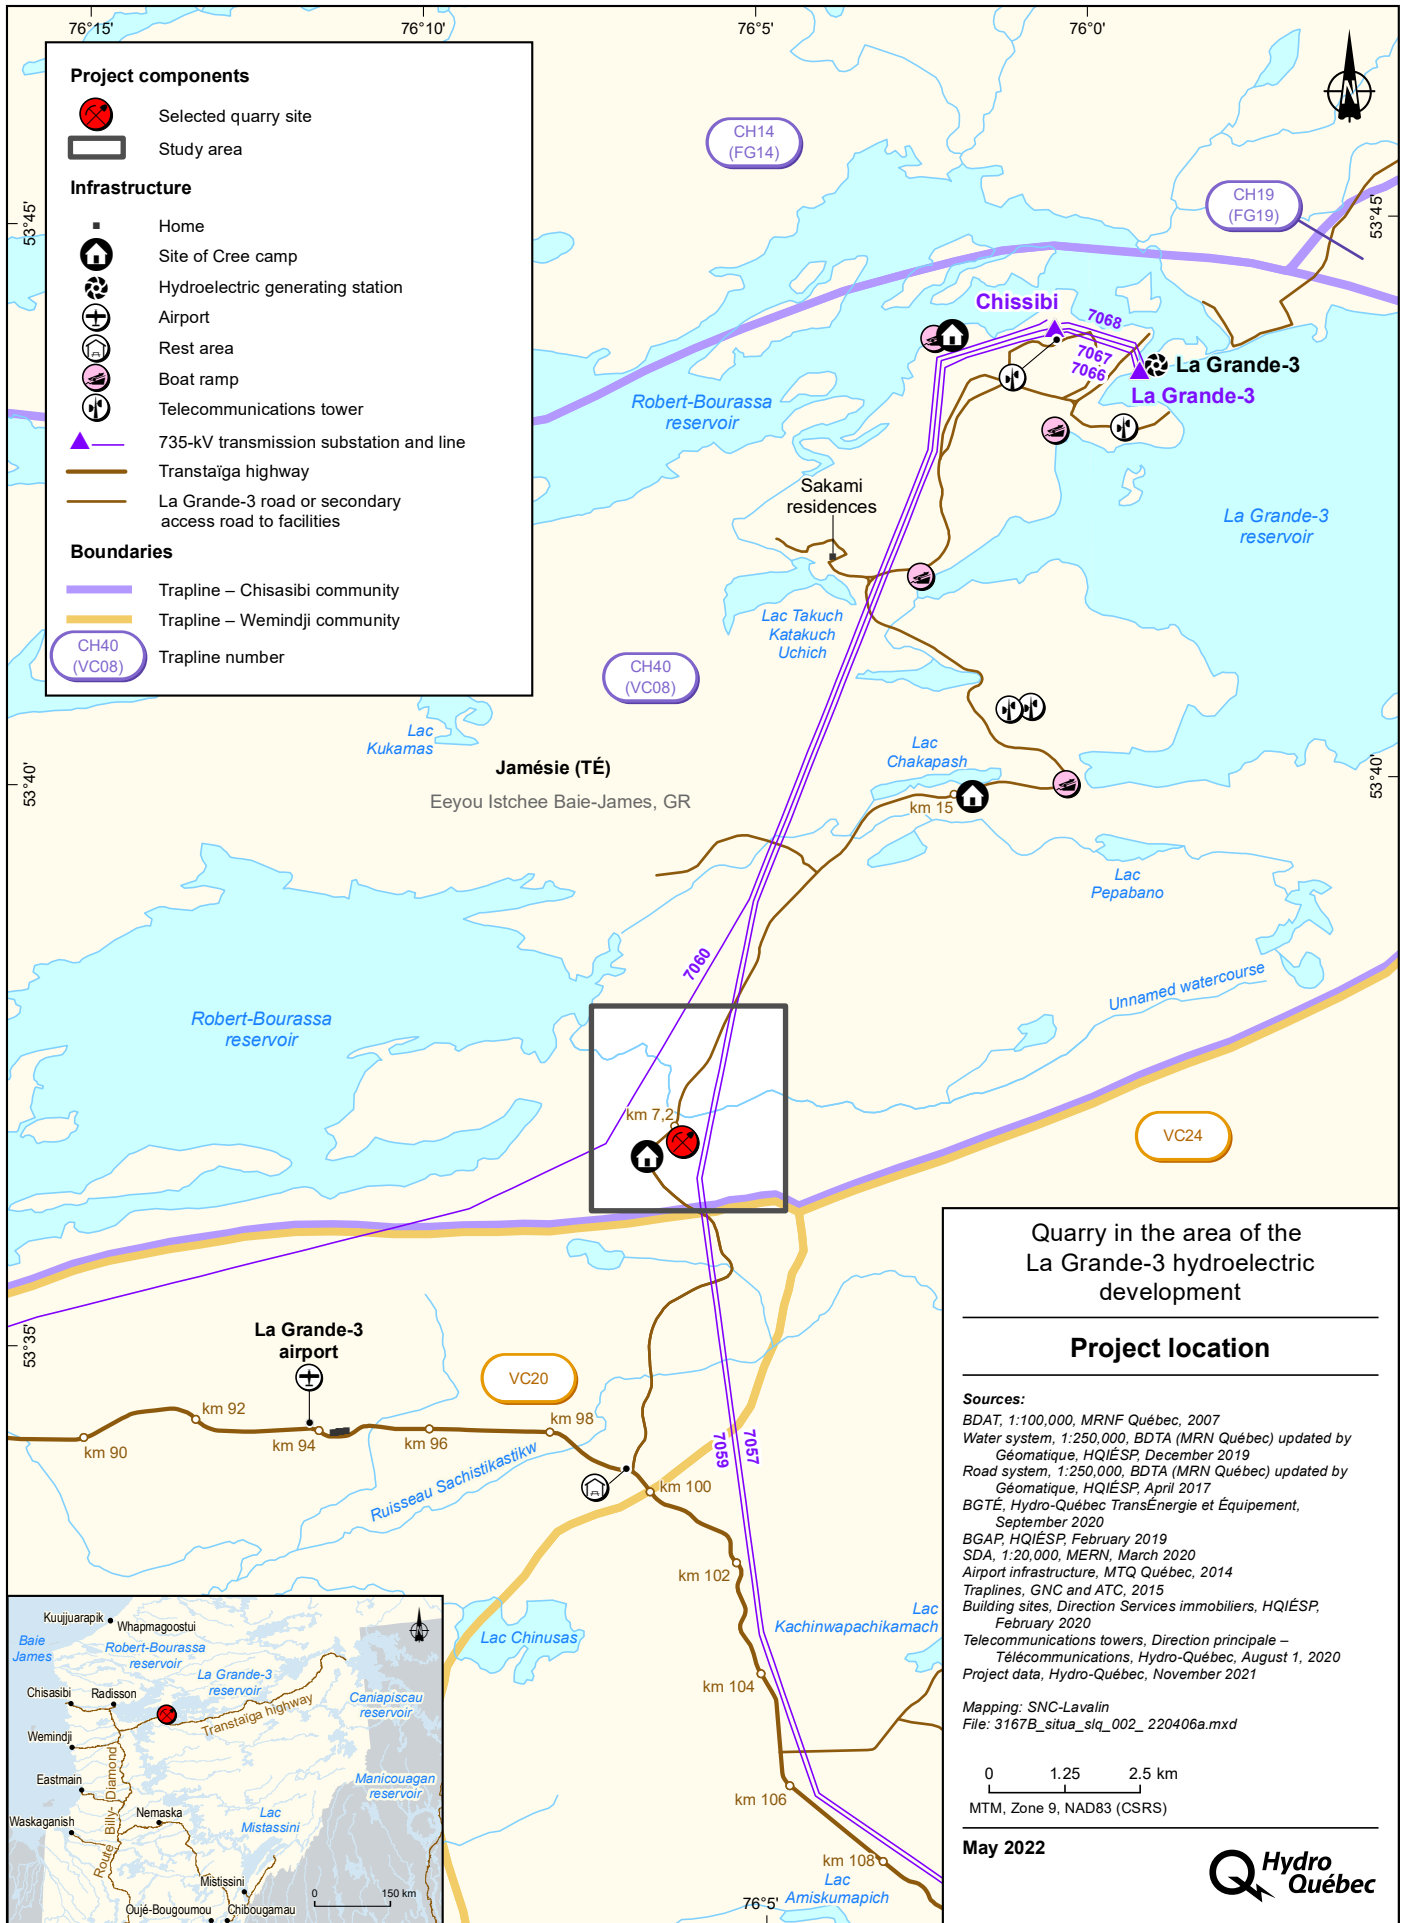 76°15'
76°10'
76°5'
76°0'
Project components
Selected quarry site
Study area
Infrastructure
Home
Site of Cree camp
Hydroelectric generating station
Airport
Rest area
Boat ramp
Telecommunications tower
735-kV transmission substation and line
Transtaïga highway
La Grande-3 road or secondary
access road to facilities
Boundaries
Trapline – Chisasibi community
Trapline – Wemindji community
CH40
(VC08)
Trapline number
N
CH14
(FG14)
CH19
(FG19)
53°45'
53°45'
Chissibi
7068
7067
7066
La Grande-3
La Grande-3
Robert-Bourassa
reservoir
Sakami
residences
La Grande-3
reservoir
Lac Takuch
Katakuch
Uchich
CH40
(VC08)
Lac
Kukamas
Lac
Chakapash
Jamésie (TÉ)
Eeyou Istchee Baie-James, GR
53°40'
53°40'
km 15
Lac
Pepabano
7060
Unnamed watercourse
Robert-Bourassa
reservoir
km 7,2
VC24
53°35'
La Grande-3
airport
VC20
km 92
km 90
km 94
km 96
km 98
km 100
7059
7057
Ruisseau Sachistikastikw
km 102
Lac
Kachinwapachikamach
Lac Chinusas
km 104
km 106
km 108
Lac
Amiskumapich
76°5'
Quarry in the area of the
La Grande-3 hydroelectric
development
Project location
Sources:
BDAT, 1:100,000, MRNF Québec, 2007
Water system, 1:250,000, BDTA (MRN Québec) updated by
Géomatique, HQIÉSP, December 2019
Road system, 1:250,000, BDTA (MRN Québec) updated by
Géomatique, HQIÉSP, April 2017
BGTÉ, Hydro-Québec TransÉnergie et Équipement,
September 2020
BGAP, HQIÉSP, February 2019
SDA, 1:20,000, MERN, March 2020
Airport infrastructure, MTQ Québec, 2014
Traplines, GNC and ATC, 2015
Building sites, Direction Services immobiliers, HQIÉSP,
February 2020
Telecommunications towers, Direction principale –
Télécommunications, Hydro-Québec, August 1, 2020
Project data, Hydro-Québec, November 2021
Mapping: SNC-Lavalin
File: 3167B_situa_slq_002_ 220406a.mxd
0 1.25 2.5 km
MTM, Zone 9, NAD83 (CSRS)
May 2022
Hydro
Québec
Kuujjuarapik
Whapmagoostui
Baie
James
Robert-Bourassa
reservoir
La Grande-3
reservoir
Chisasibi
Radisson
Transtaïga highway
Caniapiscau
reservoir
Wemindji
Eastmain
Route Billy-Diamond
Manicouagan
reservoir
Waskaganish
Nemaska
Lac
Mistassini
Mistissini
0 150 km
Oujé-Bougoumou
Chibougamau